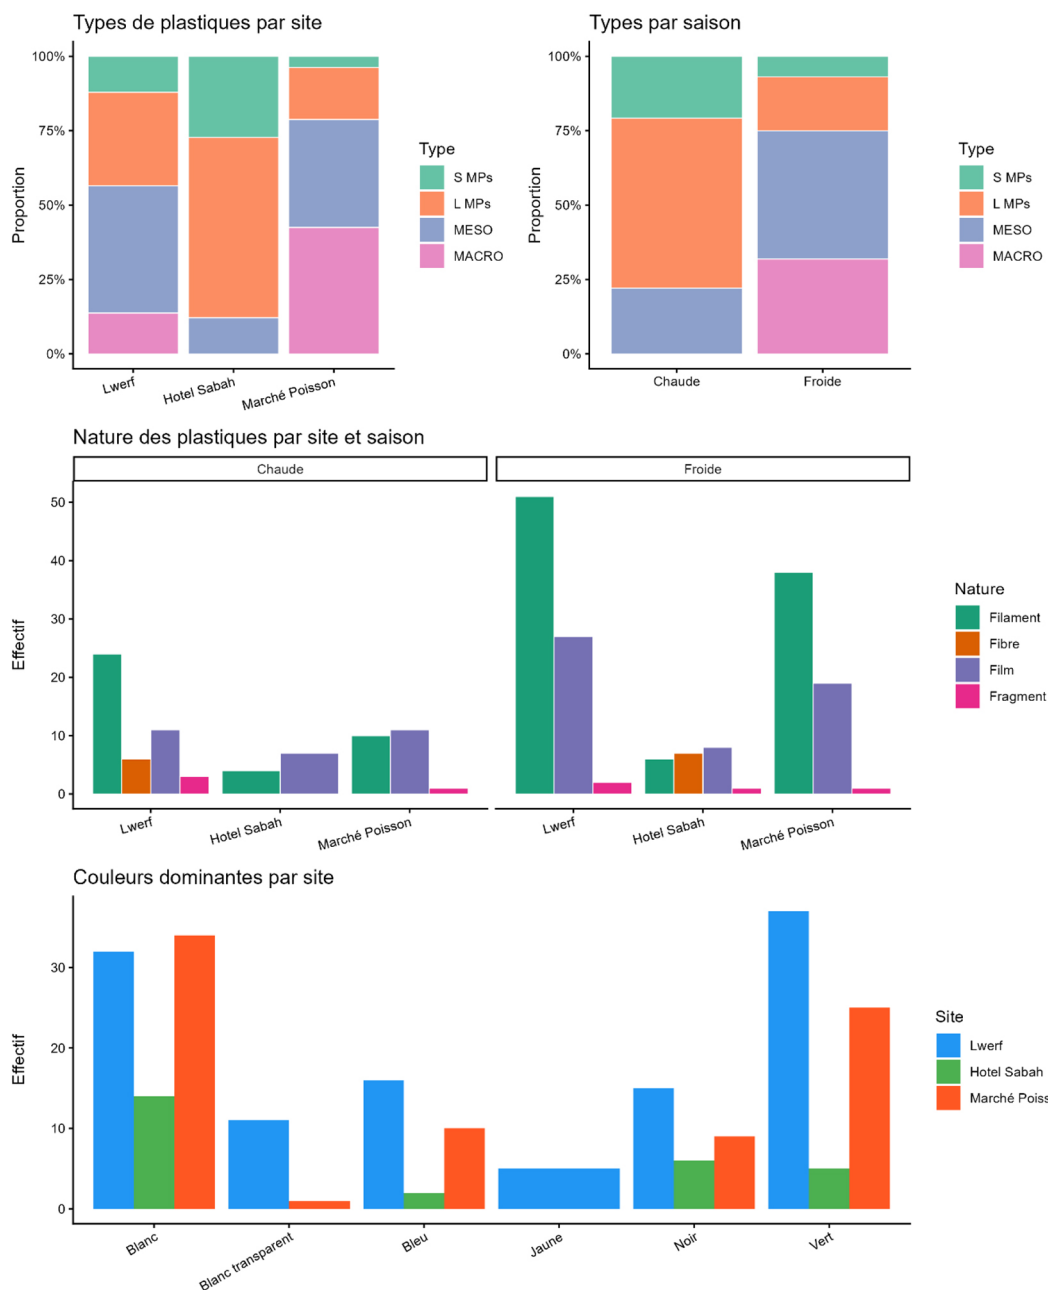 Types de plastiques par site
Types par saison
100%
75%
50%
25%
0%
Proportion
Lwerf
Hotel Sabah
Marché Poisson
Type
S MPs
L MPs
MESO
MACRO
100%
75%
50%
25%
0%
Proportion
Chaude
Froide
Type
S MPs
L MPs
MESO
MACRO
Nature des plastiques par site et saison
Chaude
Froide
50
40
30
20
10
0
Effectif
Lwerf
Hotel Sabah
Marché Poisson
Lwerf
Hotel Sabah
Marché Poisson
Nature
Filament
Fibre
Film
Fragment
Couleurs dominantes par site
30
20
10
0
Effectif
Blanc
Blanc transparent
Bleu
Jaune
Noir
Vert
Site
Lwerf
Hotel Sabah
Marché Poiss